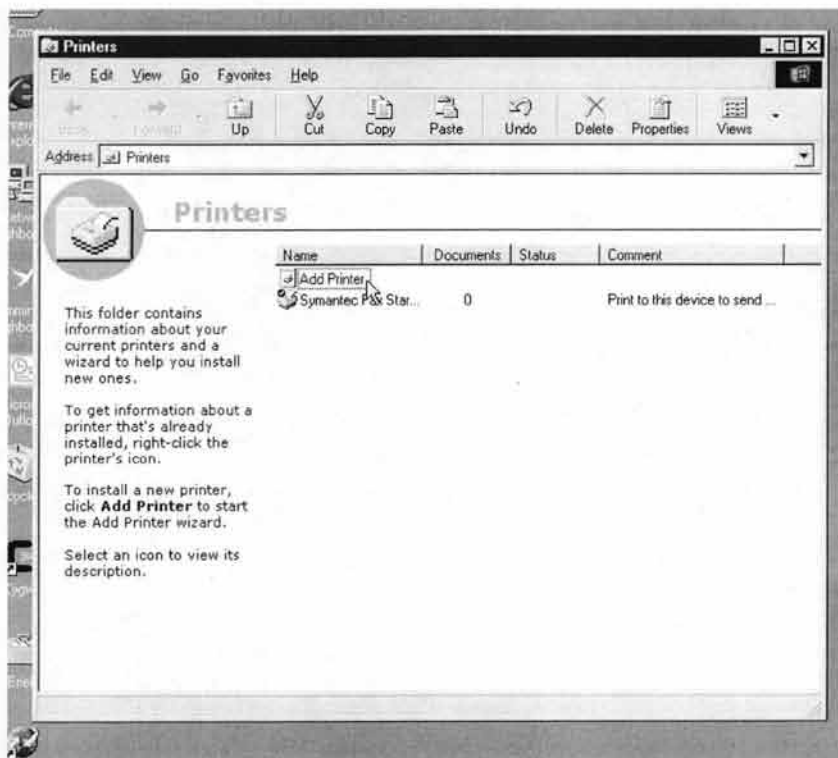 Printers
File Edit View Go Favorites Help
Up Cut Copy Paste Undo Delete Properties Views
Address Printers
Printers
Name Documents Status Comment
Add Printer
Symantec Star... 0 Print to this device to send ...
This folder contains
information about your
current printers and a
wizard to help you install
new ones.
To get information about a
printer that's already
installed, right-click the
printer's icon.
To install a new printer,
click Add Printer to start
the Add Printer wizard.
Select an icon to view its
description.